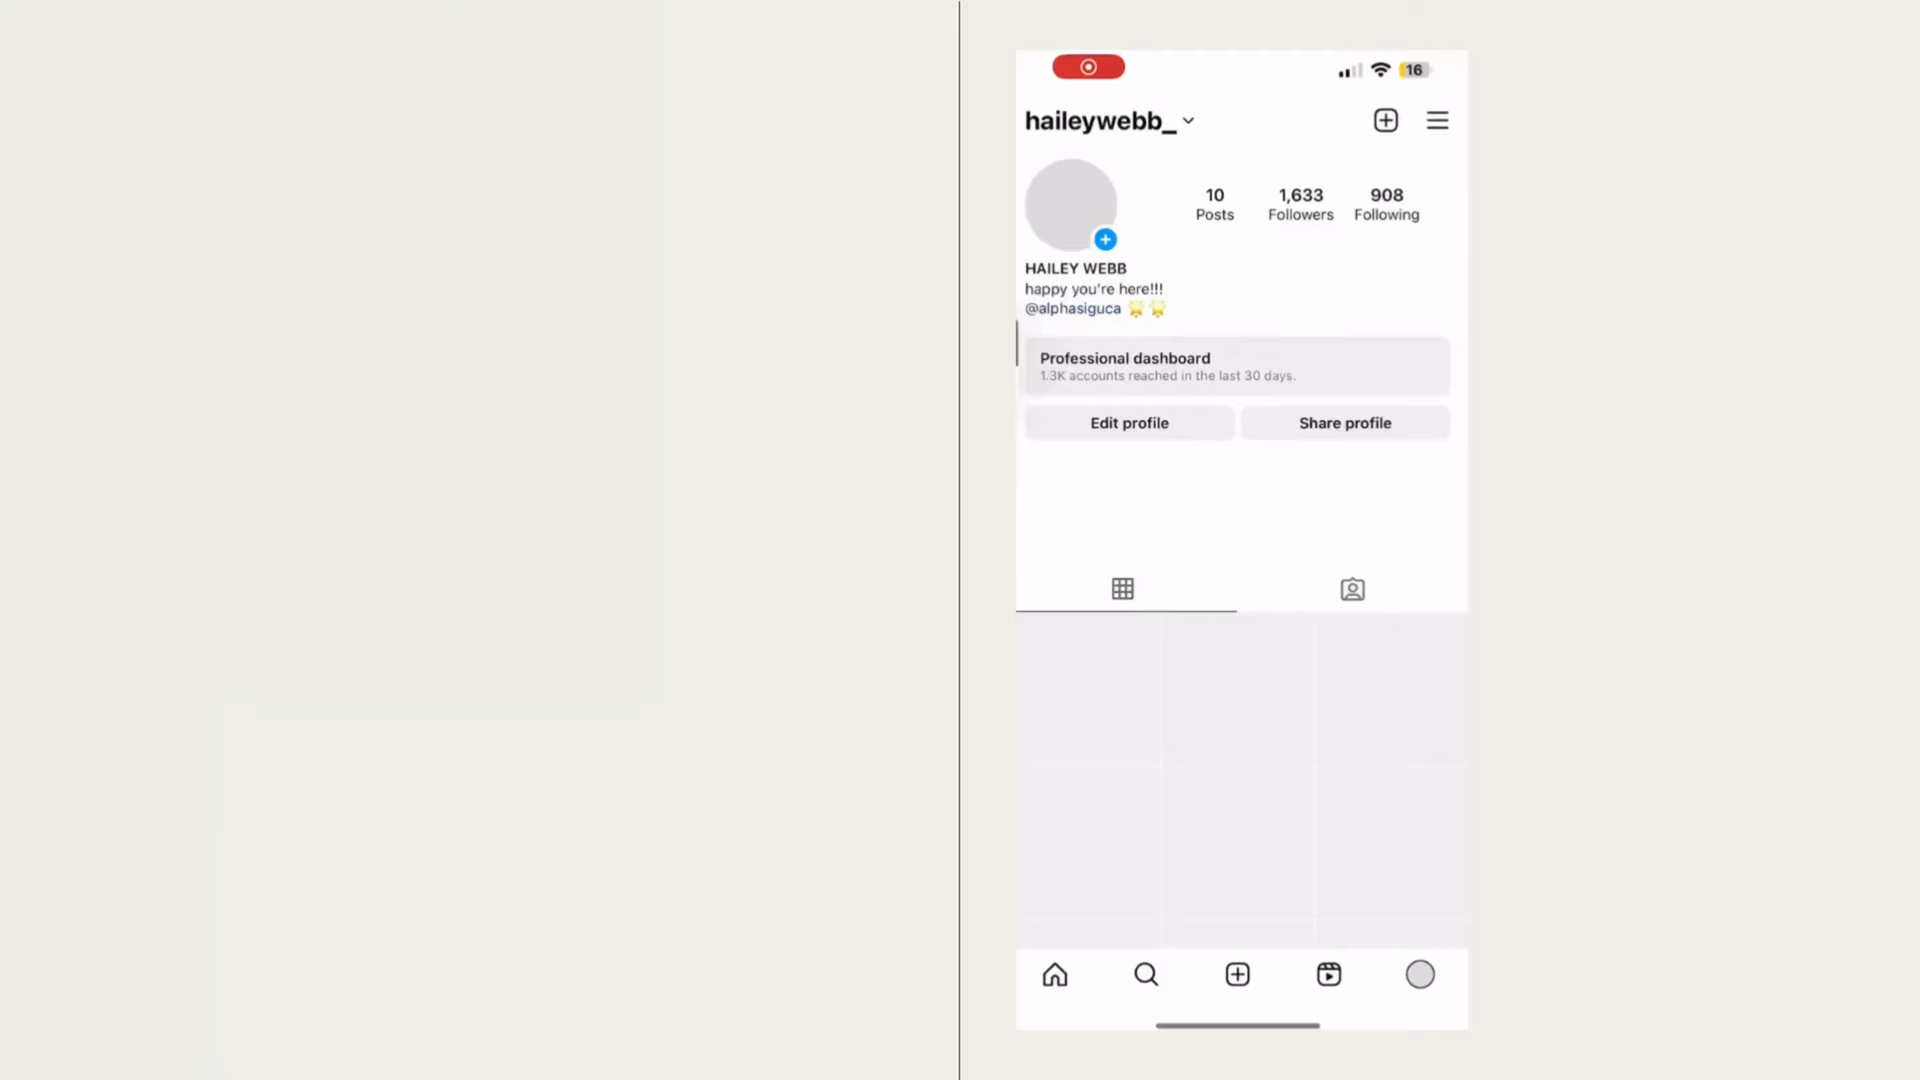 16
haileywebb_
10 1,633 908
Posts Followers Following
HAILEY WEBB
happy you're here!!!
@alphasiguca 🌟 🌟
Professional dashboard
1.3K accounts reached in the last 30 days.
Edit profile Share profile